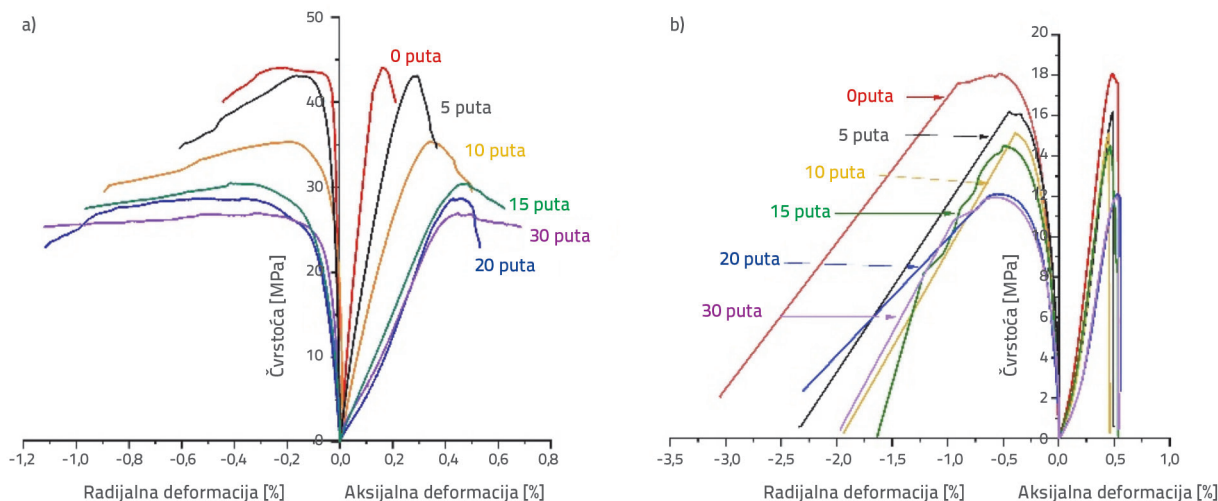 a)
50
40
30
20
10
0
Čvrstoća [MPa]
0 puta
5 puta
10 puta
15 puta
30 puta
20 puta
-1,2 -1,0 -0,8 -0,6 -0,4 -0,2 0,0 0,2 0,4 0,6 0,8
Radijalna deformacija [%] Aksijalna deformacija [%]
b)
20
18
16
14
12
10
8
6
4
2
0
Čvrstoća [MPa]
0puta
5 puta
10 puta
15 puta
20 puta
30 puta
-3,5 -3,0 -2,5 -2,0 -1,5 -1,0 -0,5 0,0 0,5 1,0
Radijalna deformacija [%] Aksijalna deformacija [%]